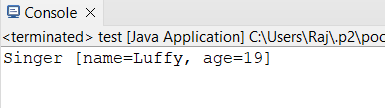 Console
<terminated> test [Java Application] C:\Users\Raj\.p2\poo
Singer [name=Luffy, age=19]